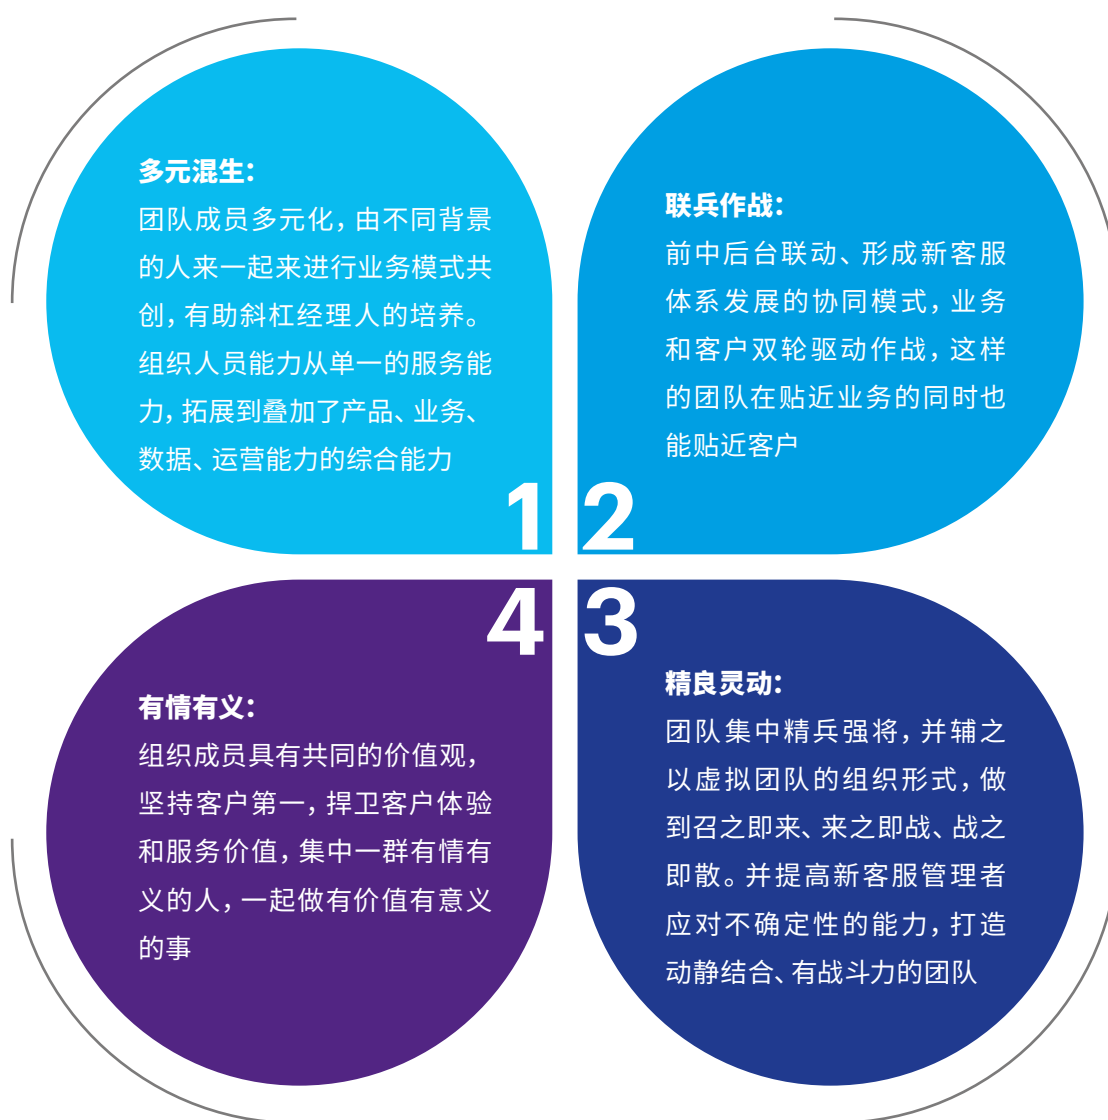 多元混生：
团队成员多元化，由不同背景
的人来一起来进行业务模式共
创，有助斜杠经理人的培养。
组织人员能力从单一的服务能
力，拓展到叠加了产品、业务、
数据、运营能力的综合能力
1
联兵作战：
前中后台联动、形成新客服
体系发展的协同模式，业务
和客户双轮驱动作战，这样
的团队在贴近业务的同时也
能贴近客户
2
精良灵动：
团队集中精兵强将，并辅之
以虚拟团队的组织形式，做
到召之即来、来之即战、战之
即散。并提高新客服管理者
应对不确定性的能力，打造
动静结合、有战斗力的团队
3
有情有义：
组织成员具有共同的价值观，
坚持客户第一，捍卫客户体验
和服务价值，集中一群有情有
义的人，一起做有价值有意义
的事
4